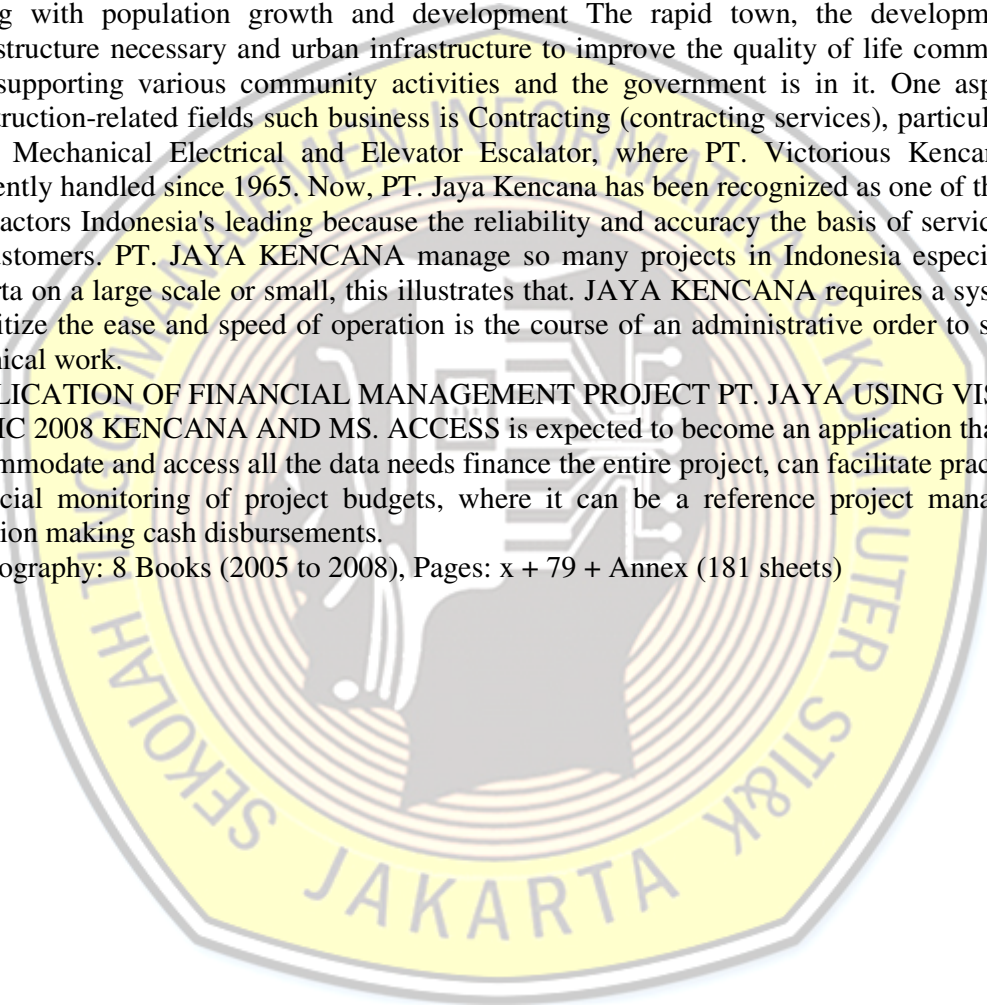 ng with population growth and development The rapid town, the developm
structure necessary and urban infrastructure to improve the quality of life comm
supporting various community activities and the government is in it. One asp
truction-related fields such business is Contracting (contracting services), particul
Mechanical Electrical and Elevator Escalator, where PT. Victorious Kencar
ently handled since 1965. Now, PT. Jaya Kencana has been recognized as one of th
actors Indonesia's leading because the reliability and accuracy the basis of servic
ustomers. PT. JAYA KENCANA manage so many projects in Indonesia especi
rta on a large scale or small, this illustrates that. JAYA KENCANA requires a sys
itize the ease and speed of operation is the course of an administrative order to s
nical work.
LICATION OF FINANCIAL MANAGEMENT PROJECT PT. JAYA USING VIS
IC 2008 KENCANA AND MS. ACCESS is expected to become an application tha
mmodate and access all the data needs finance the entire project, can facilitate prac
cial monitoring of project budgets, where it can be a reference project mana
ion making cash disbursements.
ography: 8 Books (2005 to 2008), Pages: x + 79 + Annex (181 sheets)
SEKOLAH TINGGI MANAJEMEN INFORMATIKA & KOMPUTER STI&K
JAKARTA